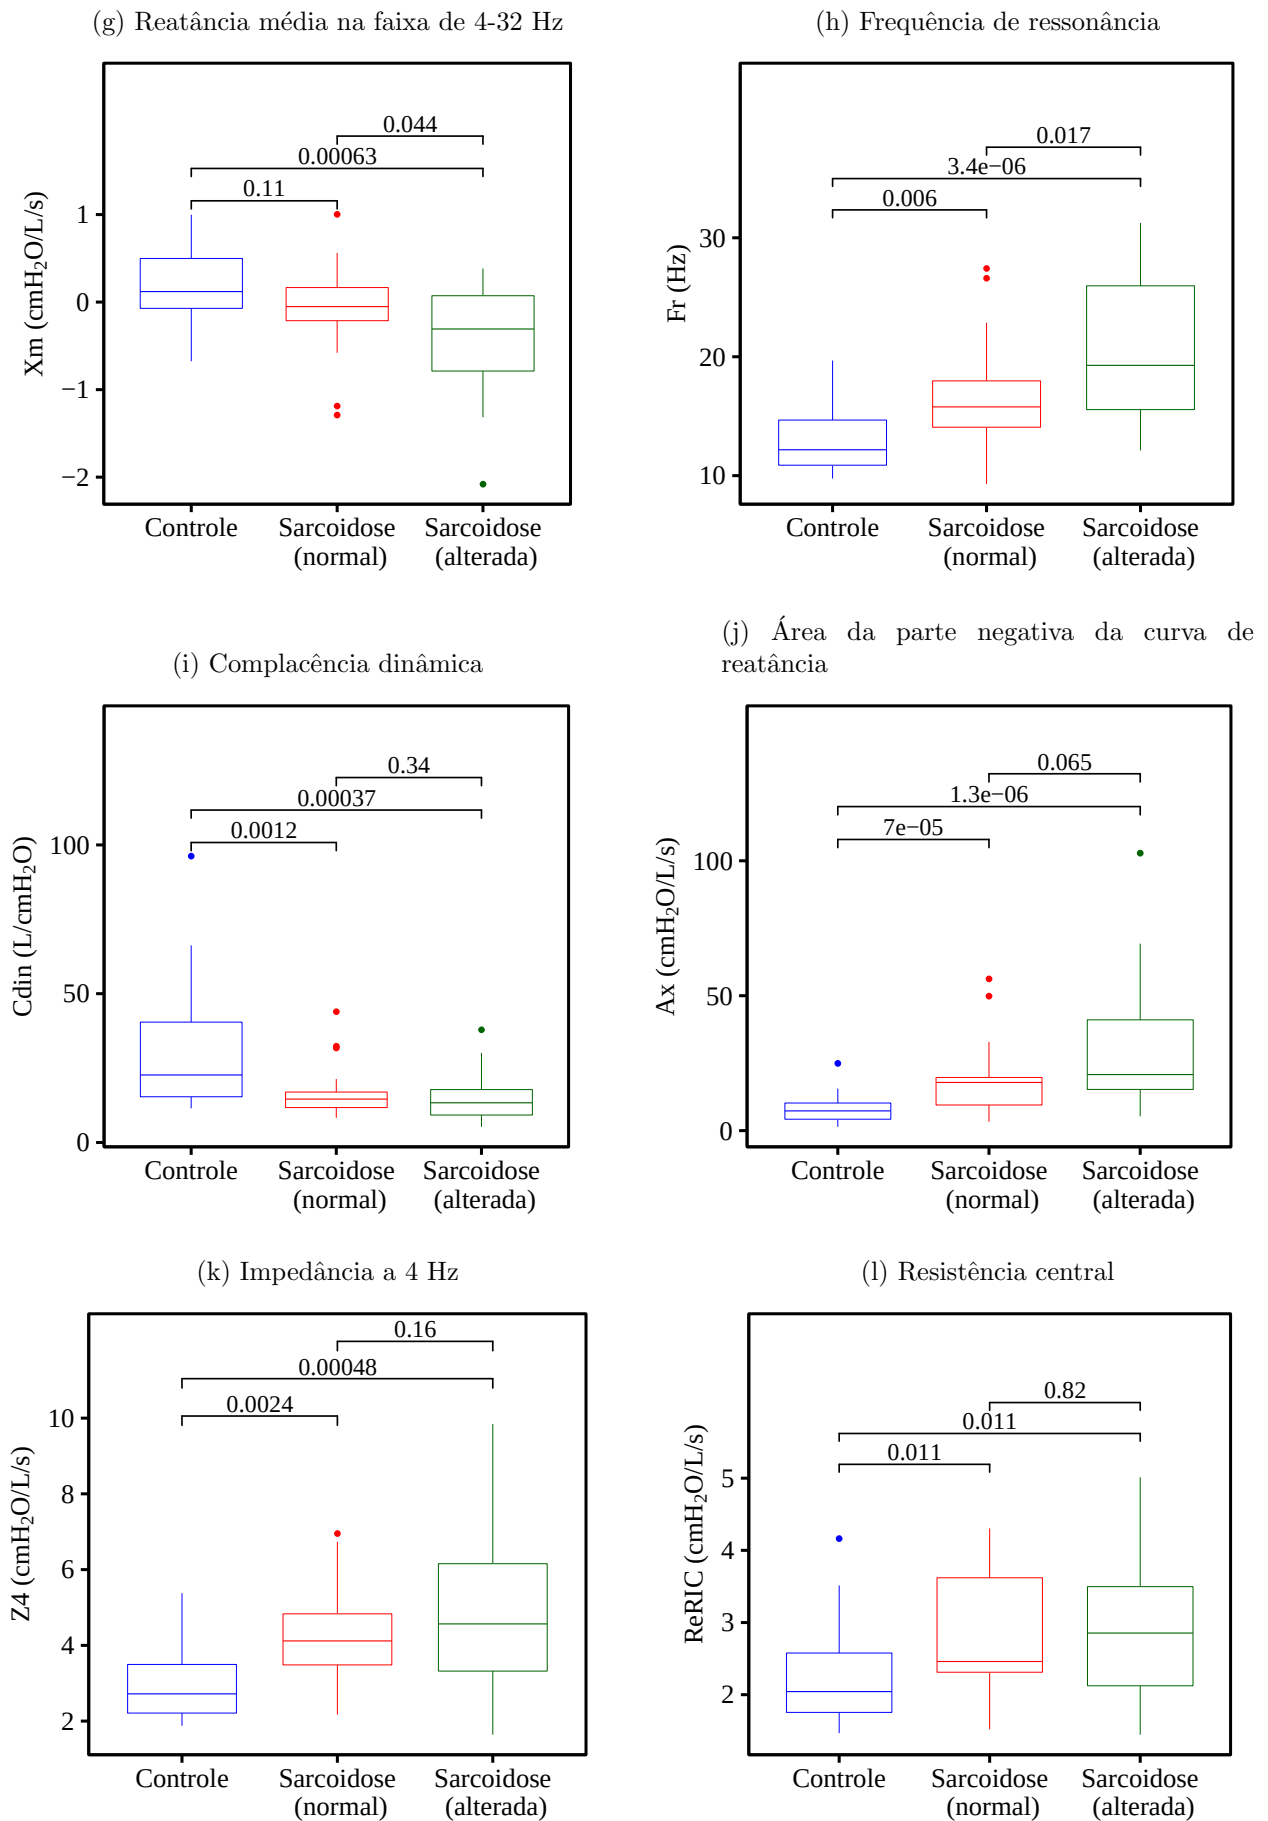 (g) Reatância média na faixa de 4-32 Hz
0.044
0.00063
0.11
1
0
−1
−2
Xm (cmH₂O/L/s)
Controle
Sarcoidose (normal)
Sarcoidose (alterada)
(h) Frequência de ressonância
0.017
3.4e−06
0.006
30
20
10
Fr (Hz)
Controle
Sarcoidose (normal)
Sarcoidose (alterada)
(i) Complacência dinâmica
0.34
0.00037
0.0012
100
50
0
Cdin (L/cmH₂O)
Controle
Sarcoidose (normal)
Sarcoidose (alterada)
(j) Área da parte negativa da curva de
reatância
0.065
1.3e−06
7e−05
100
50
0
Ax (cmH₂O/L/s)
Controle
Sarcoidose (normal)
Sarcoidose (alterada)
(k) Impedância a 4 Hz
0.16
0.00048
0.0024
10
8
6
4
2
Z4 (cmH₂O/L/s)
Controle
Sarcoidose (normal)
Sarcoidose (alterada)
(l) Resistência central
0.82
0.011
0.011
5
4
3
2
ReRIC (cmH₂O/L/s)
Controle
Sarcoidose (normal)
Sarcoidose (alterada)